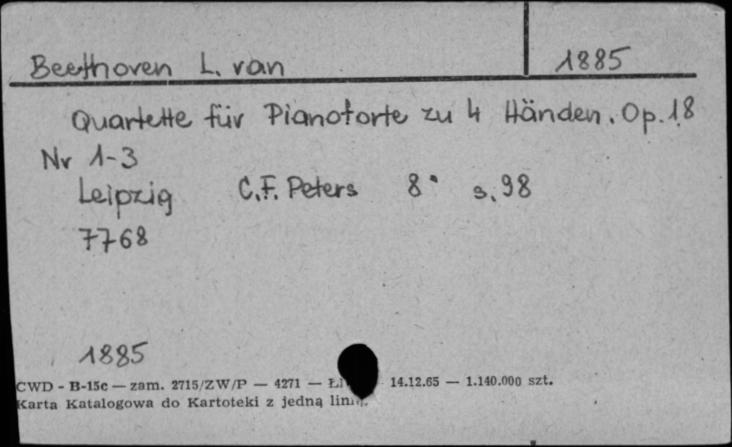 Beethoven L. van 1885
Quartette für Pianoforte zu 4 Händen. Op. 18
Nr 1-3
Leipzig C.F. Peters 8° s. 98
7768
1885
CWD - B-15c — zam. 2715/ZW/P — 4271 — 14.12.65 — 1.140.000 szt.
Karta Katalogowa do Kartoteki z jedną linią.